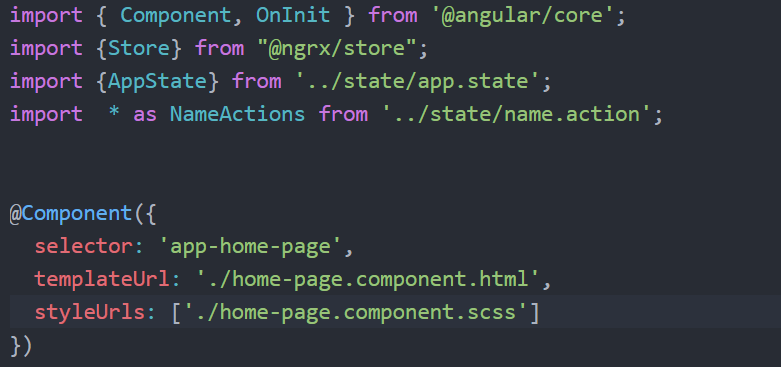 import { Component, OnInit } from '@angular/core';
import {Store} from "@ngrx/store";
import {AppState} from '../state/app.state';
import  * as NameActions from '../state/name.action';
@Component({
  selector: 'app-home-page',
  templateUrl: './home-page.component.html',
  styleUrls: ['./home-page.component.scss']
})